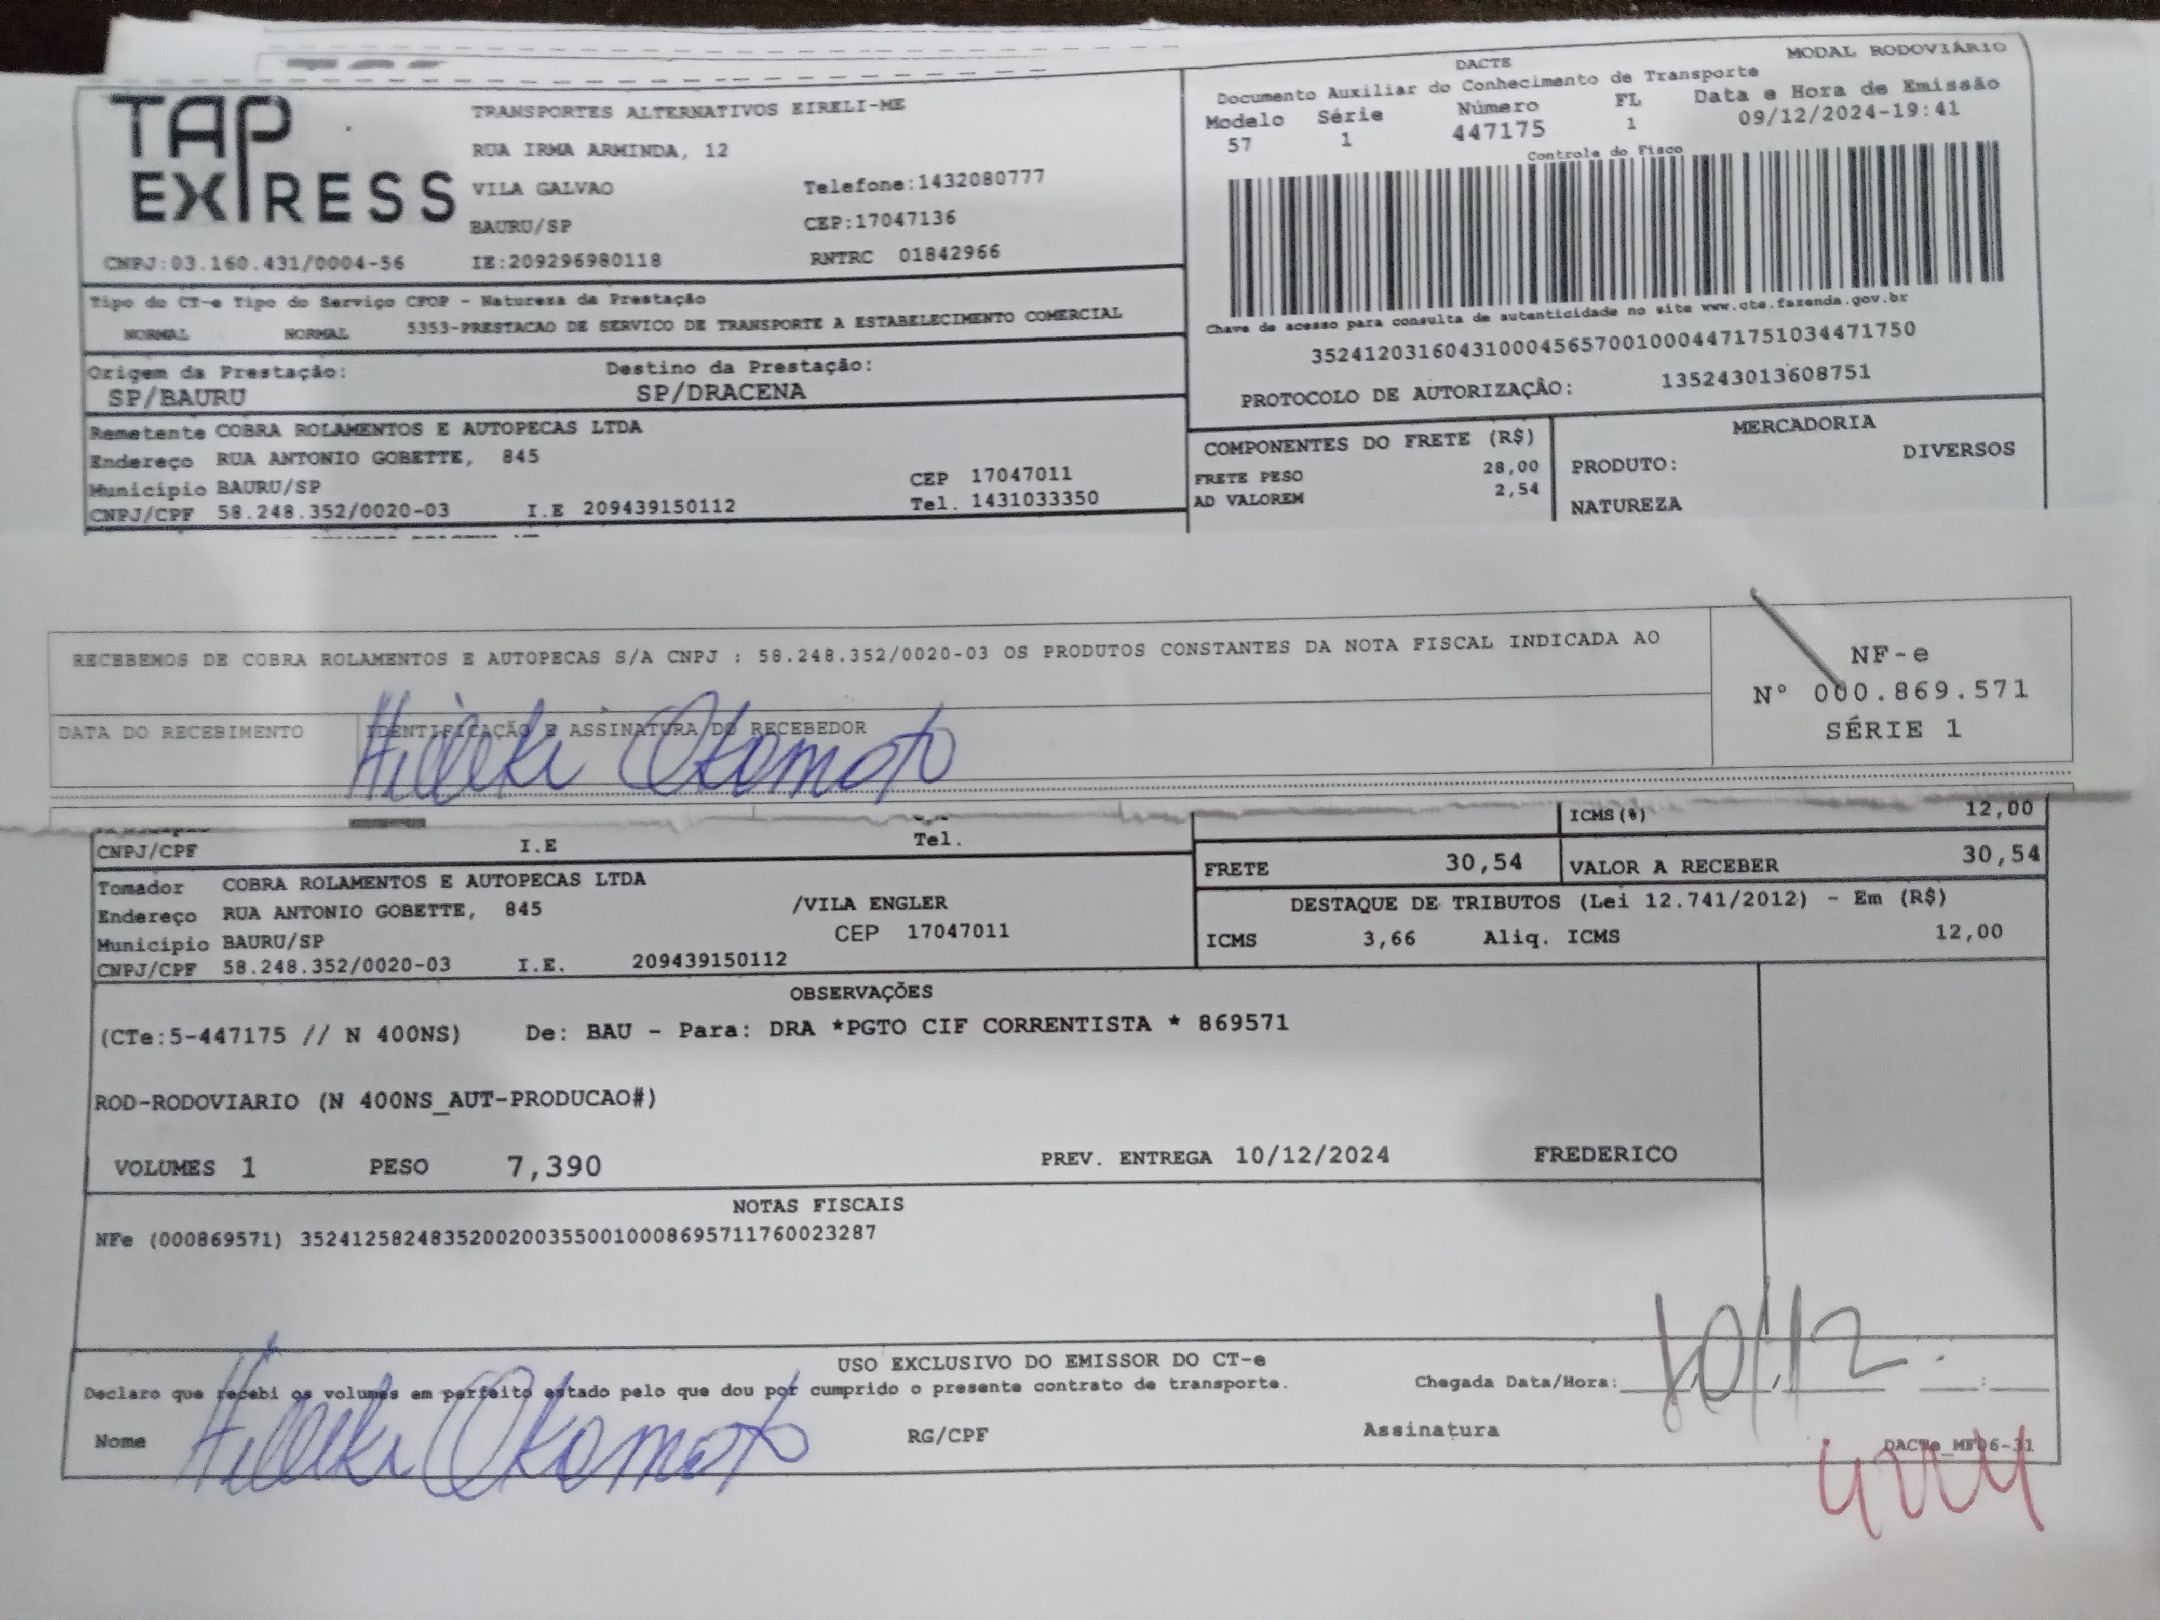 TAP
EXPRESS
TRANSPORTES ALTERNATIVOS EIRELI-ME
RUA IRMA ARMINDA, 12
VILA GALVAO Telefone:1432080777
BAURU/SP CEP:17047136
CNPJ:03.160.431/0004-56 IE:209296980118 RNTRC 01842966
MODAL RODOVIÁRIO
DACTE
Documento Auxiliar do Conhecimento de Transporte
Modelo Série Número FL Data e Hora de Emissão
57 1 447175 1 09/12/2024-19:41
Controle do Fisco
Chave de acesso para consulta de autenticidade no site www.cte.fazenda.gov.br
35241203160431000456570010004471751034471750
PROTOCOLO DE AUTORIZAÇÃO: 135243013608751
Tipo do CT-e Tipo do Serviço CFOP - Natureza da Prestação
NORMAL NORMAL 5353-PRESTACAO DE SERVICO DE TRANSPORTE A ESTABELECIMENTO COMERCIAL
Origem da Prestação: Destino da Prestação:
SP/BAURU SP/DRACENA
Remetente COBRA ROLAMENTOS E AUTOPECAS LTDA
Endereço RUA ANTONIO GOBETTE, 845
Município BAURU/SP CEP 17047011
CNPJ/CPF 58.248.352/0020-03 I.E 209439150112 Tel. 1431033350
COMPONENTES DO FRETE (R$)
FRETE PESO 28,00
AD VALOREM 2,54
MERCADORIA
PRODUTO: DIVERSOS
NATUREZA
RECEBEMOS DE COBRA ROLAMENTOS E AUTOPECAS S/A CNPJ : 58.248.352/0020-03 OS PRODUTOS CONSTANTES DA NOTA FISCAL INDICADA AO
DATA DO RECEBIMENTO IDENTIFICAÇÃO E ASSINATURA DO RECEBEDOR
Hideki Okamoto
NF-e
Nº 000.869.571
SÉRIE 1
CNPJ/CPF I.E Tel.
ICMS(%) 12,00
FRETE 30,54 VALOR A RECEBER 30,54
Tomador COBRA ROLAMENTOS E AUTOPECAS LTDA
Endereço RUA ANTONIO GOBETTE, 845 /VILA ENGLER
Município BAURU/SP CEP 17047011
CNPJ/CPF 58.248.352/0020-03 I.E. 209439150112
DESTAQUE DE TRIBUTOS (Lei 12.741/2012) - Em (R$)
ICMS 3,66 Aliq. ICMS 12,00
OBSERVAÇÕES
(CTe:5-447175 // N 400NS) De: BAU - Para: DRA *PGTO CIF CORRENTISTA * 869571
ROD-RODOVIARIO (N 400NS_AUT-PRODUCAO#)
VOLUMES 1 PESO 7,390 PREV. ENTREGA 10/12/2024 FREDERICO
NOTAS FISCAIS
NFe (000869571) 35241258248352002003550010008695711760023287
USO EXCLUSIVO DO EMISSOR DO CT-e
Declaro que recebi os volumes em perfeito estado pelo que dou por cumprido o presente contrato de transporte. Chegada Data/Hora: 10/12
Nome Hideki Okamoto RG/CPF Assinatura